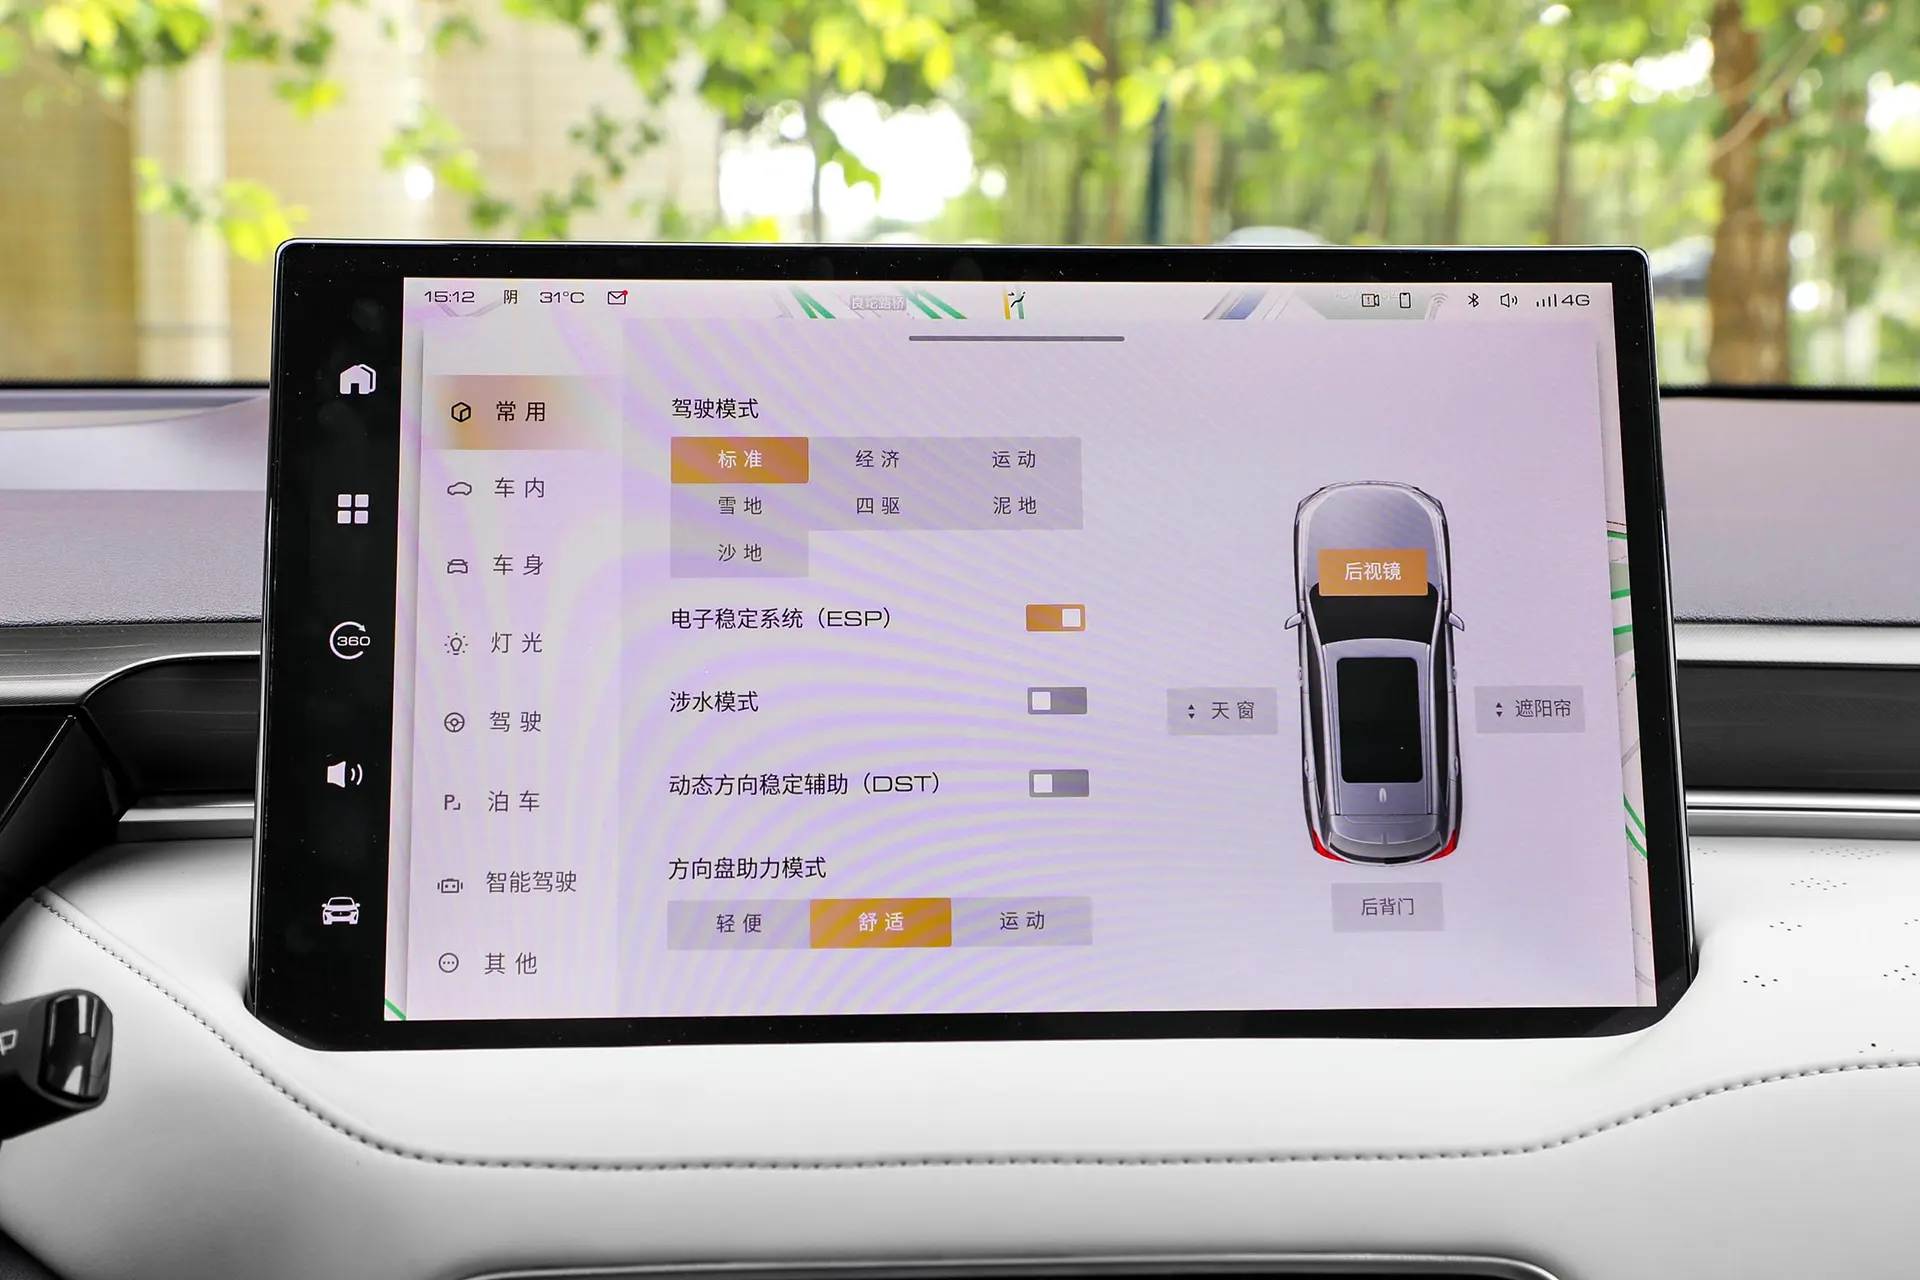 15:12 阴 31°C
良坨路桥
4G
360
常用
车内
车身
灯光
驾驶
泊车
智能驾驶
其他
驾驶模式
标准 经济 运动
雪地 四驱 泥地
沙地
电子稳定系统（ESP）
涉水模式
动态方向稳定辅助（DST）
方向盘助力模式
轻便 舒适 运动
后视镜
天窗
遮阳帘
后背门